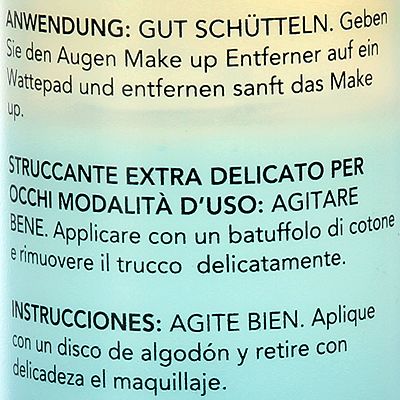 ANWENDUNG: GUT SCHÜTTELN. Geben
Sie den Augen Make up Entferner auf ein
Wattepad und entfernen sanft das Make
up.
STRUCCANTE EXTRA DELICATO PER
OCCHI MODALITÀ D'USO: AGITARE
BENE. Applicare con un batuffolo di cotone
e rimuovere il trucco delicatamente.
INSTRUCCIONES: AGITE BIEN. Aplique
con un disco de algodón y retire con
delicadeza el maquillaje.